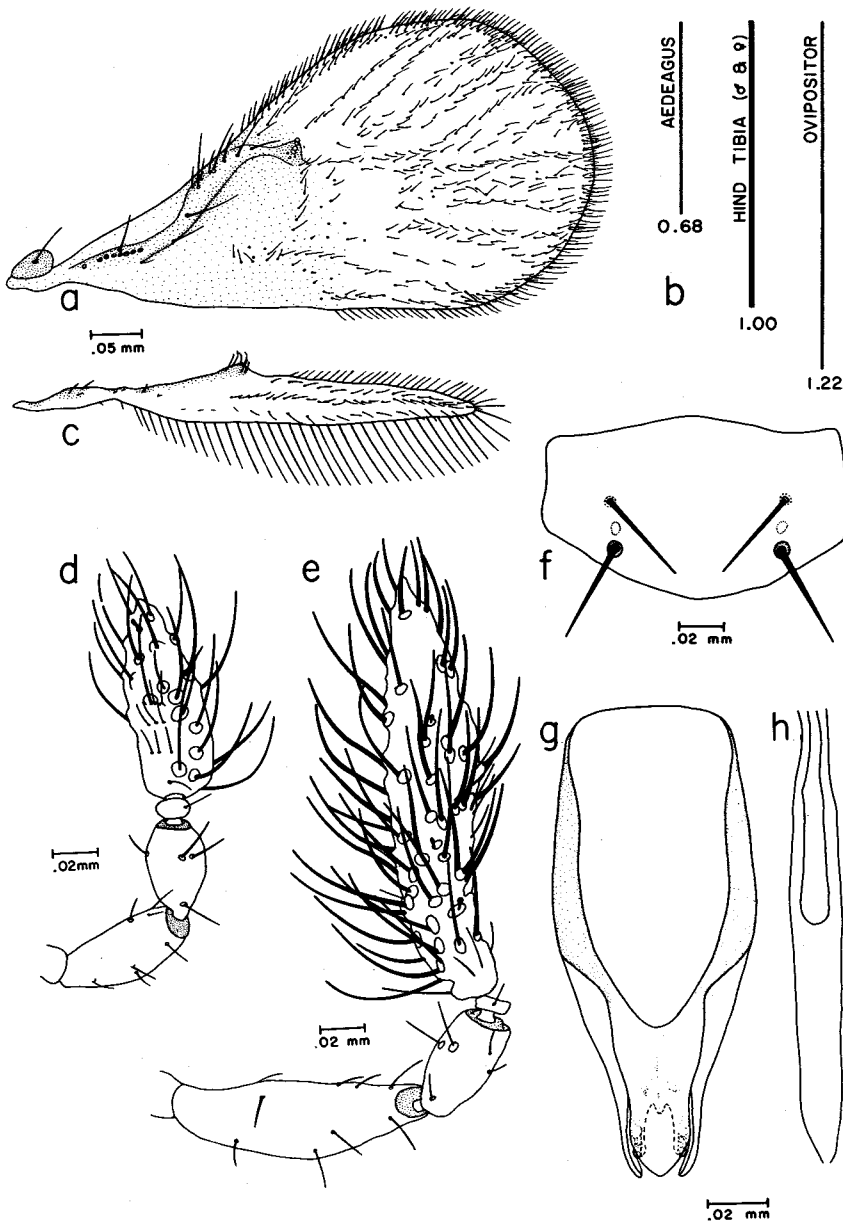 AEDEAGUS
HIND TIBIA (♂ & ♀)
OVIPOSITOR
0.68
a
b
.05 mm
1.00
c
1.22
f
d
e
.02 mm
g
h
.02mm
.02 mm
.02 mm